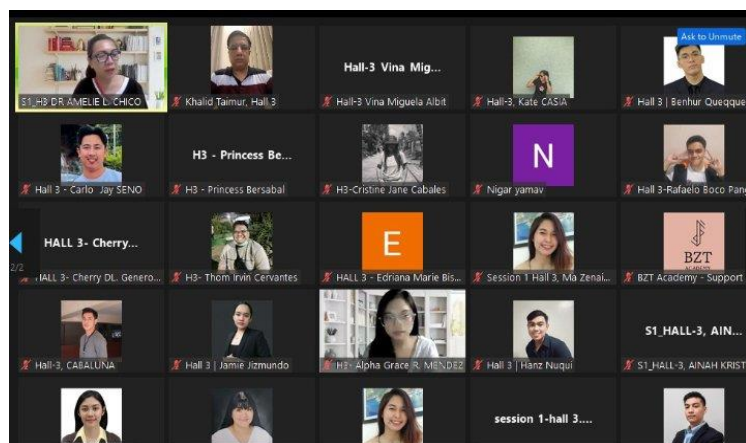 Ask to Unmute
S1_H3 DR AMELIE L. CHICO
Khalid Taimur, Hall 3
Hall-3 Vina Mig...
Hall-3 Vina Miguela Albit
Hall-3, Kate CASIA
Hall 3 | Benhur Queqque
Hall 3 - Carlo Jay SENO
H3 - Princess Be...
H3 - Princess Bersabal
H3-Cristine Jane Cabales
N
Nigar yamav
Hall 3-Rafaelo Boco Pan
2/2
HALL 3- Cherry...
HALL 3- Cherry DL. Genero...
H3- Thom Irvin Cervantes
E
HALL 3 - Edriana Marie Bis...
Session 1 Hall 3, Ma Zenai...
BZT
ACADEMY
BZT Academy - Support
Hall-3, CABALUNA
Hall 3 | Jamie Jizmundo
H3- Alpha Grace R. MENDEZ
Hall 3 | Hanz Nuqui
S1_HALL-3, AIN...
S1_HALL-3, AINAH KRIST
session 1-hall 3....